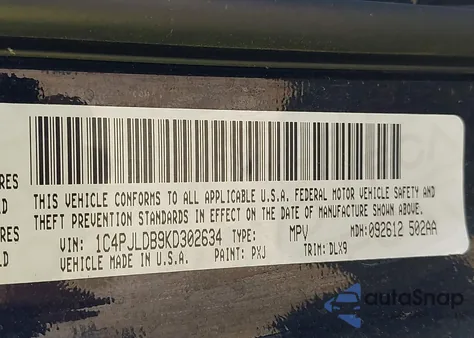 RES
D
THIS VEHICLE CONFORMS TO ALL APPLICABLE U.S.A. FEDERAL MOTOR VEHICLE SAFETY AND
THEFT PREVENTION STANDARDS IN EFFECT ON THE DATE OF MANUFACTURE SHOWN ABOVE.
RES
D
VIN: 1C4PJLDB9KD302634 TYPE: MPV MDH: 092612 502AA
VEHICLE MADE IN U.S.A. PAINT: PXJ TRIM: DLX9
autoSnap